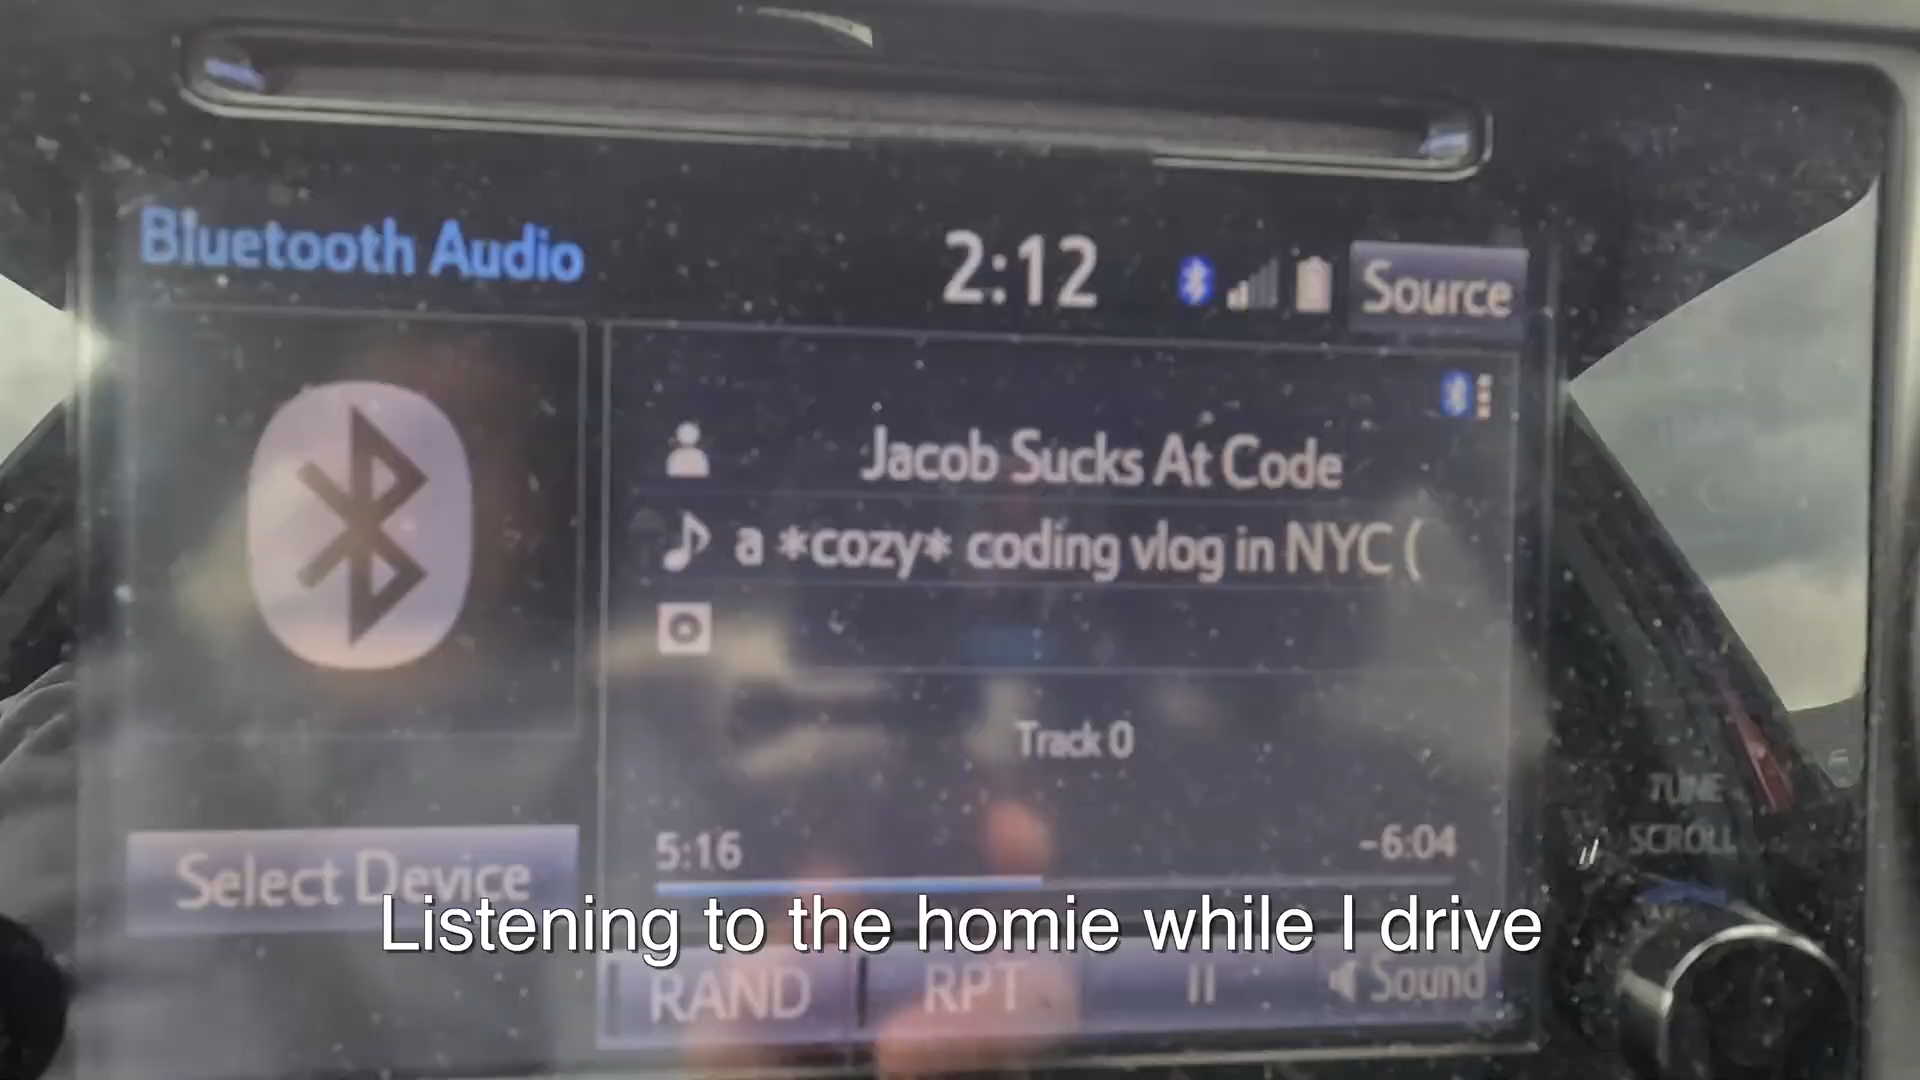 Bluetooth Audio
2:12
Source
Jacob Sucks At Code
a *cozy* coding vlog in NYC (
Track 0
5:16
-6:04
Select Device
Listening to the homie while I drive
RAND
RPT
Sound
TUNE
SCROLL